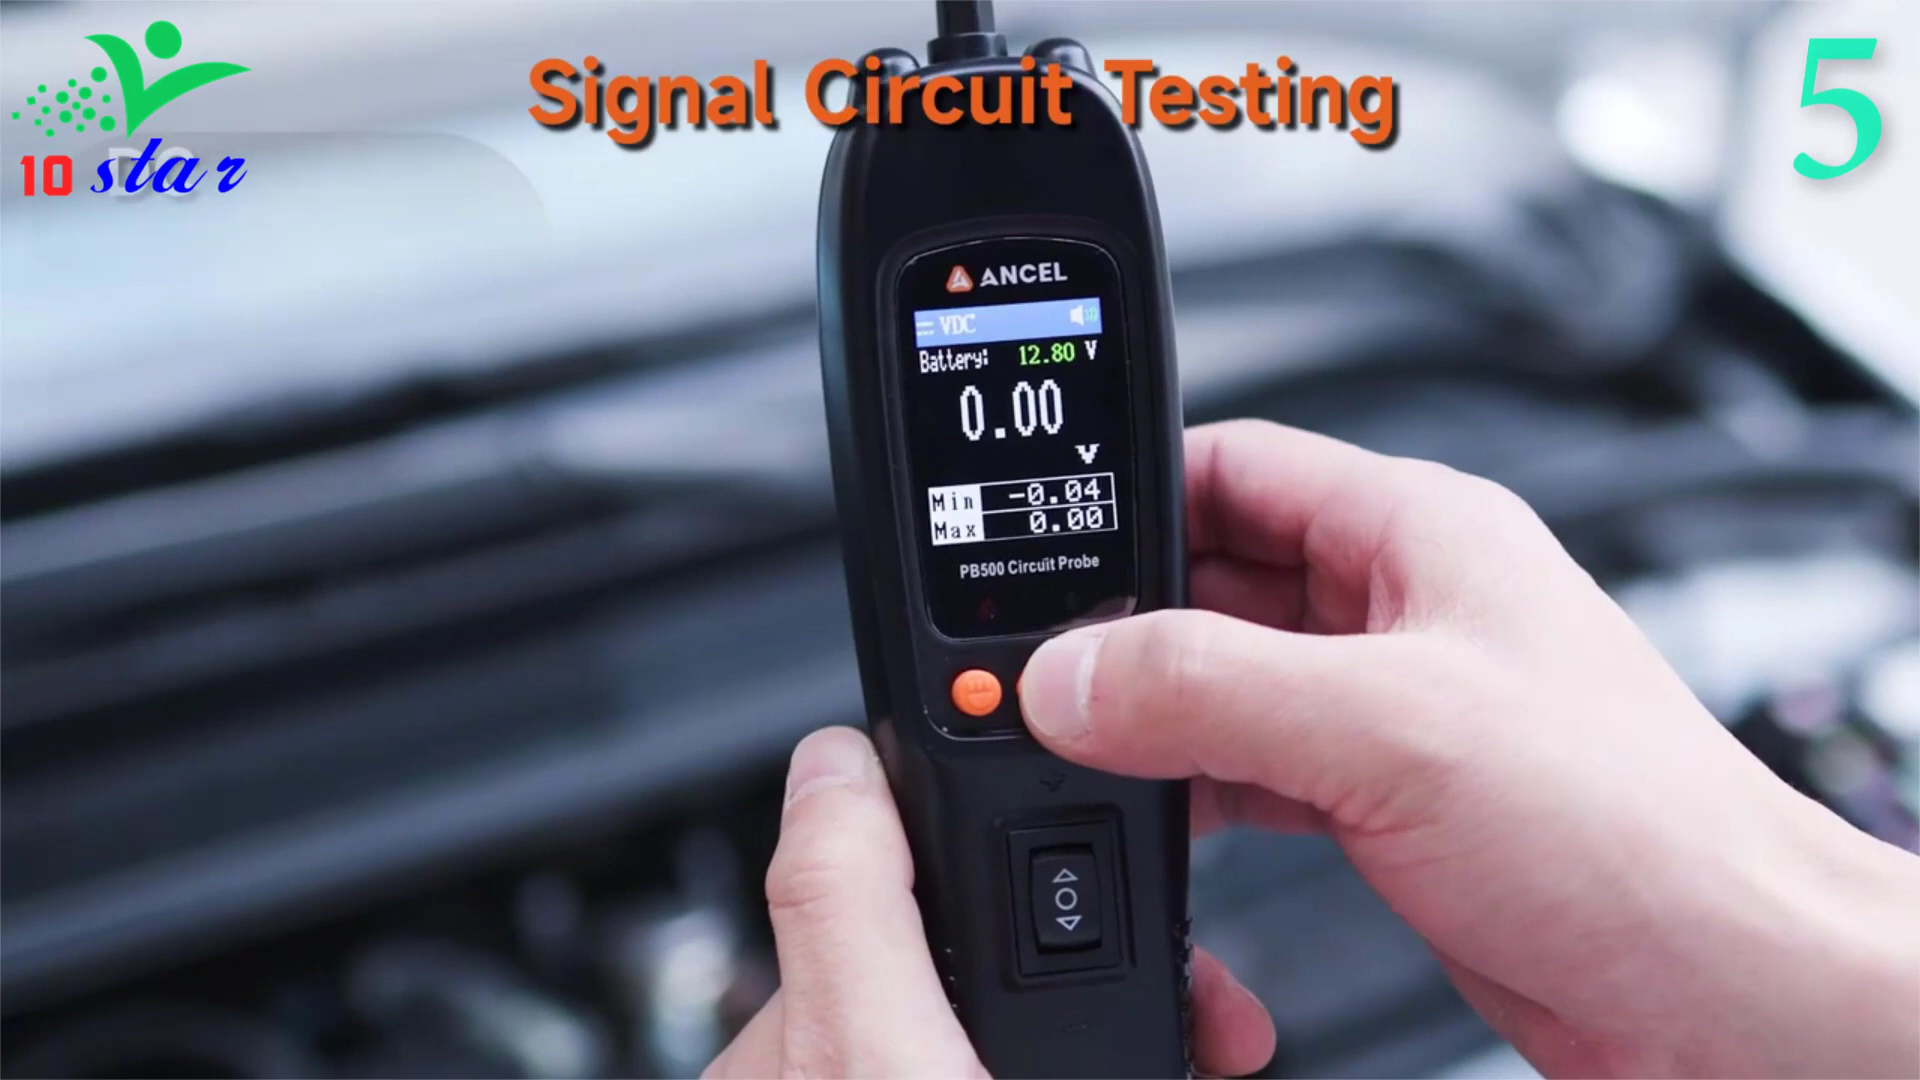 Signal Circuit Testing
5
10 star
ANCEL
VDC
Battery: 12.80 V
0.00
V
Min -0.04
Max 0.00
PB500 Circuit Probe